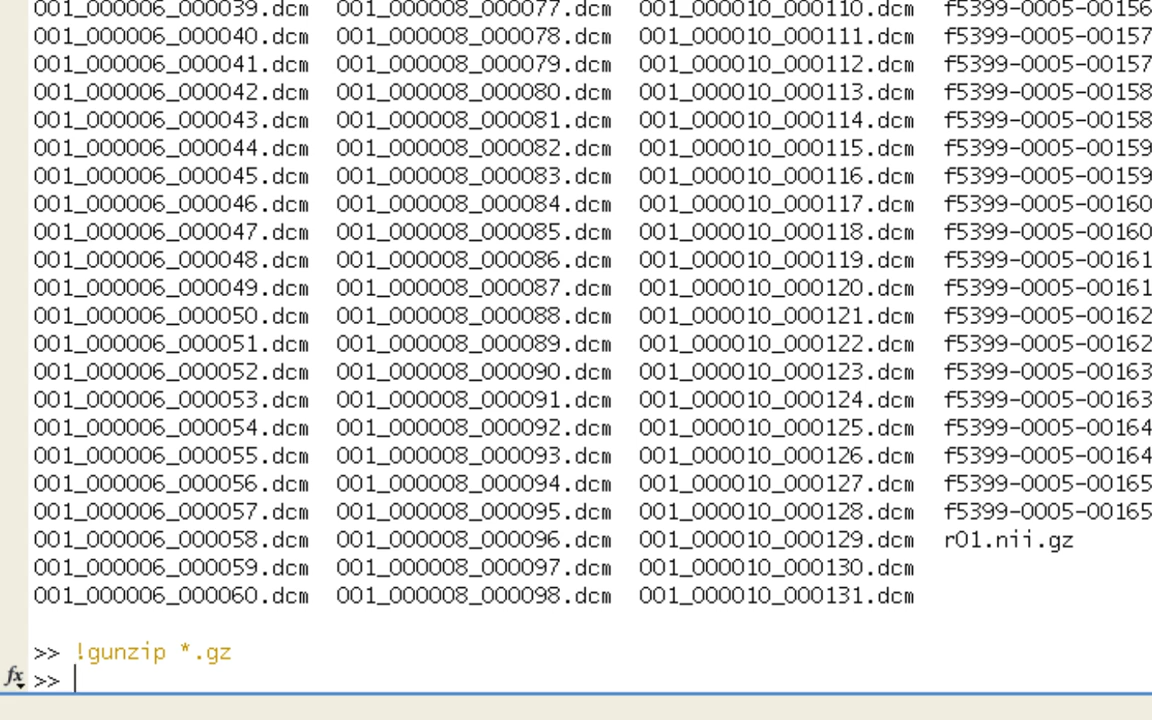 001_000006_000039.dcm 001_000008_000077.dcm 001_000010_000110.dcm f5399-0005-00156
001_000006_000040.dcm 001_000008_000078.dcm 001_000010_000111.dcm f5399-0005-00157
001_000006_000041.dcm 001_000008_000079.dcm 001_000010_000112.dcm f5399-0005-00157
001_000006_000042.dcm 001_000008_000080.dcm 001_000010_000113.dcm f5399-0005-00158
001_000006_000043.dcm 001_000008_000081.dcm 001_000010_000114.dcm f5399-0005-00158
001_000006_000044.dcm 001_000008_000082.dcm 001_000010_000115.dcm f5399-0005-00159
001_000006_000045.dcm 001_000008_000083.dcm 001_000010_000116.dcm f5399-0005-00159
001_000006_000046.dcm 001_000008_000084.dcm 001_000010_000117.dcm f5399-0005-00160
001_000006_000047.dcm 001_000008_000085.dcm 001_000010_000118.dcm f5399-0005-00160
001_000006_000048.dcm 001_000008_000086.dcm 001_000010_000119.dcm f5399-0005-00161
001_000006_000049.dcm 001_000008_000087.dcm 001_000010_000120.dcm f5399-0005-00161
001_000006_000050.dcm 001_000008_000088.dcm 001_000010_000121.dcm f5399-0005-00162
001_000006_000051.dcm 001_000008_000089.dcm 001_000010_000122.dcm f5399-0005-00162
001_000006_000052.dcm 001_000008_000090.dcm 001_000010_000123.dcm f5399-0005-00163
001_000006_000053.dcm 001_000008_000091.dcm 001_000010_000124.dcm f5399-0005-00163
001_000006_000054.dcm 001_000008_000092.dcm 001_000010_000125.dcm f5399-0005-00164
001_000006_000055.dcm 001_000008_000093.dcm 001_000010_000126.dcm f5399-0005-00164
001_000006_000056.dcm 001_000008_000094.dcm 001_000010_000127.dcm f5399-0005-00165
001_000006_000057.dcm 001_000008_000095.dcm 001_000010_000128.dcm f5399-0005-00165
001_000006_000058.dcm 001_000008_000096.dcm 001_000010_000129.dcm r01.nii.gz
001_000006_000059.dcm 001_000008_000097.dcm 001_000010_000130.dcm
001_000006_000060.dcm 001_000008_000098.dcm 001_000010_000131.dcm
>> !gunzip *.gz
fx >>